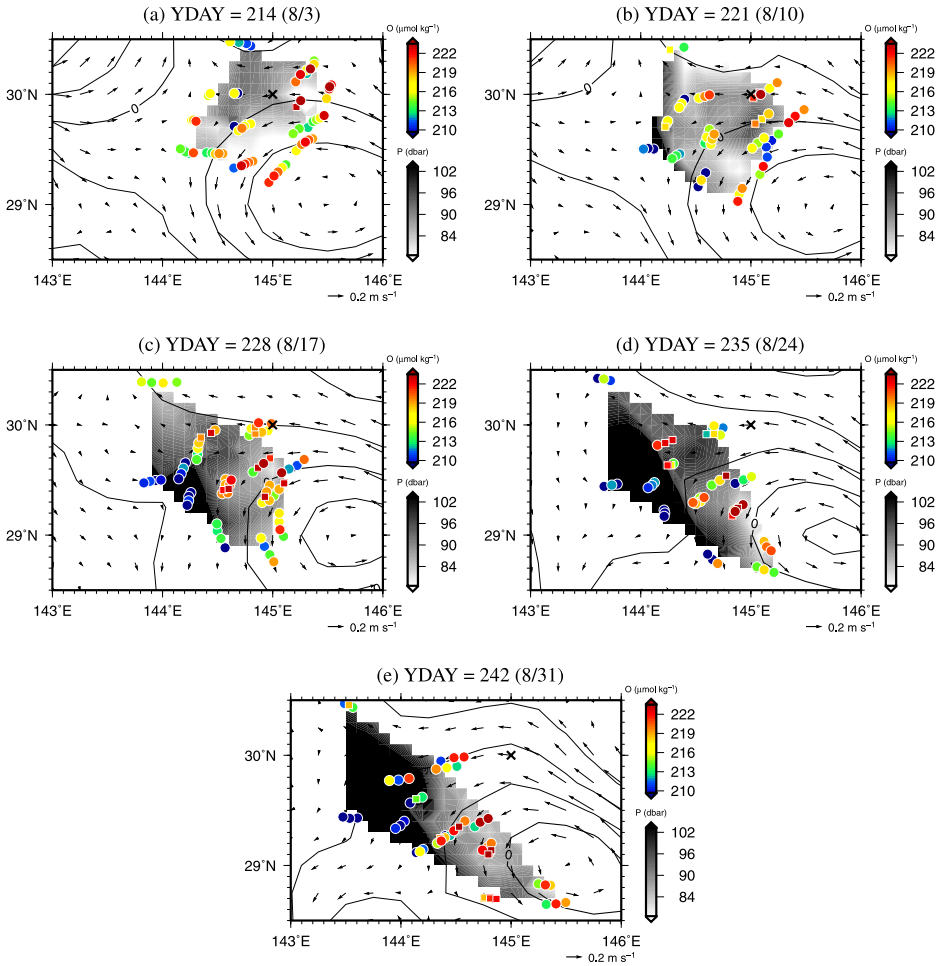 (a) YDAY = 214 (8/3)
30°N
29°N
143°E 144°E 145°E 146°E
0.2 m s⁻¹
0
O (μmol kg⁻¹)
222
219
216
213
210
P (dbar)
102
96
90
84
(b) YDAY = 221 (8/10)
30°N
29°N
143°E 144°E 145°E 146°E
0.2 m s⁻¹
0
0
O (μmol kg⁻¹)
222
219
216
213
210
P (dbar)
102
96
90
84
(c) YDAY = 228 (8/17)
30°N
29°N
143°E 144°E 145°E 146°E
0.2 m s⁻¹
0
O (μmol kg⁻¹)
222
219
216
213
210
P (dbar)
102
96
90
84
(d) YDAY = 235 (8/24)
30°N
29°N
143°E 144°E 145°E 146°E
0.2 m s⁻¹
0
O (μmol kg⁻¹)
222
219
216
213
210
P (dbar)
102
96
90
84
(e) YDAY = 242 (8/31)
30°N
29°N
143°E 144°E 145°E 146°E
0.2 m s⁻¹
0
O (μmol kg⁻¹)
222
219
216
213
210
P (dbar)
102
96
90
84